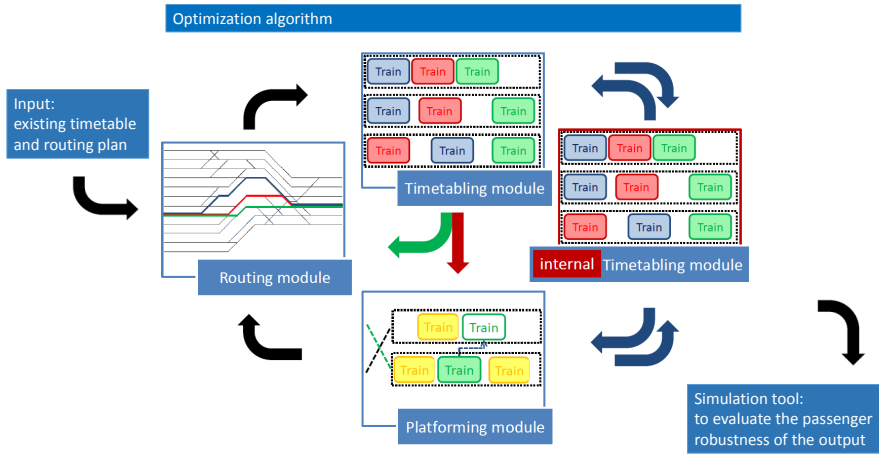 Optimization algorithm
Input:
existing timetable
and routing plan
Train Train Train
Train Train Train
Train Train Train
Timetabling module
Train Train Train
Train Train Train
Train Train Train
internal Timetabling module
Routing module
Train Train
Train Train Train
Platforming module
Simulation tool:
to evaluate the passenger
robustness of the output